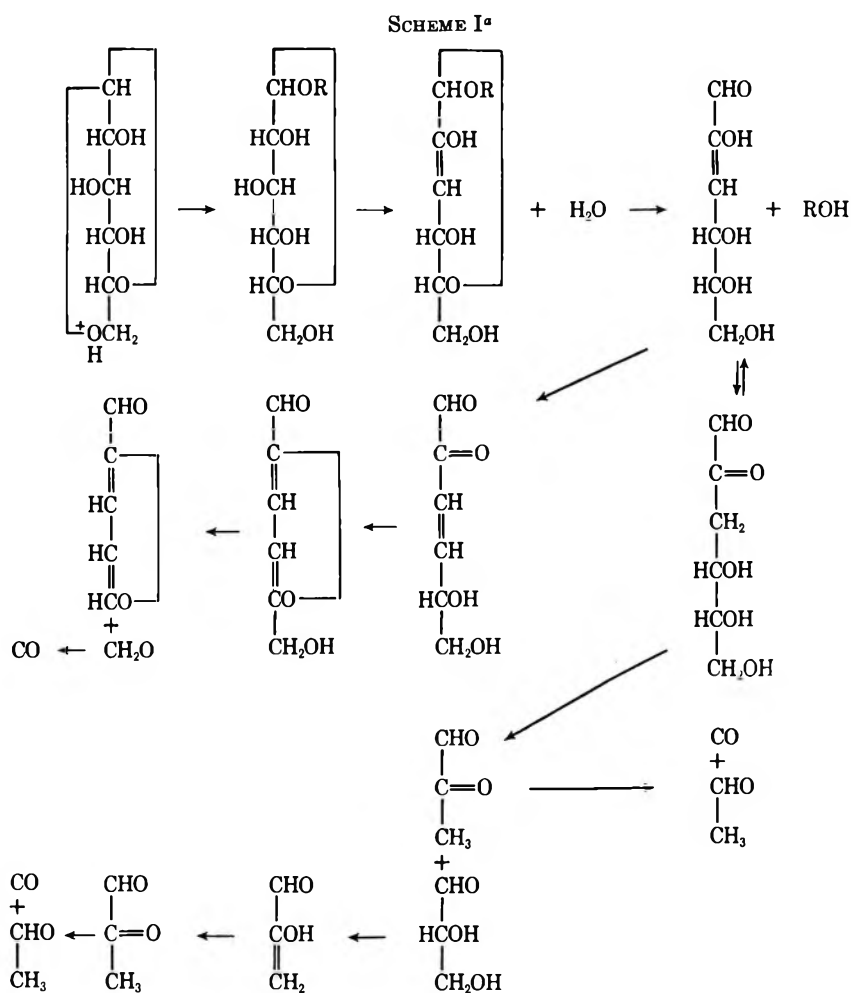 SCHEME Iᵃ
CH CHOR CHOR CHO
HCOH HCOH COH COH
HOCH HOCH CH CH
→ → + H₂O → + ROH
HCOH HCOH HCOH HCOH
HCO HCO HCO HCOH
+OCH₂ CH₂OH CH₂OH CH₂OH
H
CHO CHO CHO CHO
C C C=O C=O
HC CH CH CH₂
HC CH CH HCOH
HCO CO HCOH HCOH
+
CO ← CH₂O CH₂OH CH₂OH CH₂OH
CHO CO
+
C=O CHO
CH₃ CH₃
+
CO CHO CHO CHO
+
CHO ← C=O ← COH ← HCOH
CH₃ CH₃ CH₂ CH₂OH